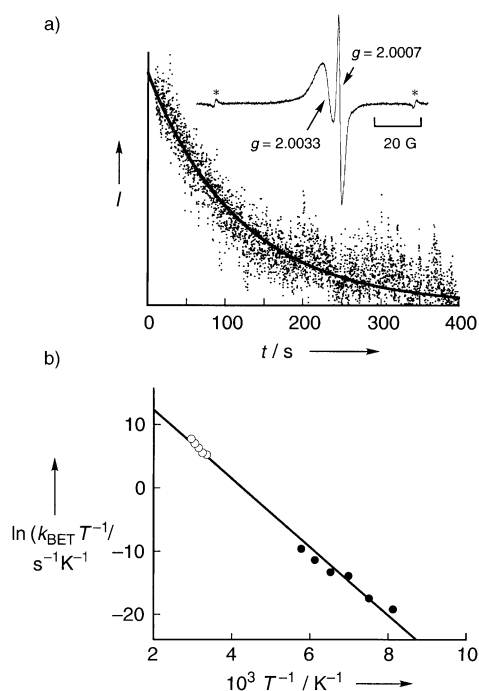 a)
g = 2.0007
* *
g = 2.0033
20 G
I
0 100 200 300 400
t / s
b)
10
0
-10
-20
ln (k_BET T⁻¹/
s⁻¹K⁻¹
2 4 6 8 10
10³ T⁻¹ / K⁻¹